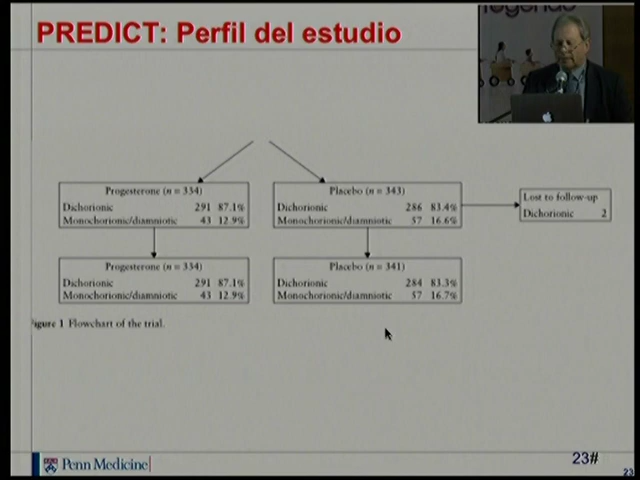 PREDICT: Perfil del estudio
Progesterone (n = 334)
Dichorionic 291 87.1%
Monochorionic/diamniotic 43 12.9%
Placebo (n = 343)
Dichorionic 286 83.4%
Monochorionic/diamniotic 57 16.6%
Lost to follow-up
Dichorionic 2
Progesterone (n = 334)
Dichorionic 291 87.1%
Monochorionic/diamniotic 43 12.9%
Placebo (n = 341)
Dichorionic 284 83.3%
Monochorionic/diamniotic 57 16.7%
Figure 1 Flowchart of the trial.
Penn Medicine
23#
23